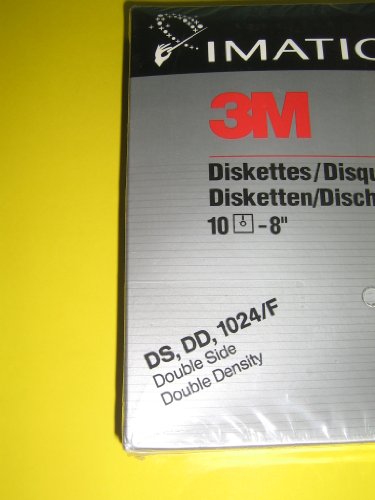 IMATIO
3M
Diskettes/Disqu
Disketten/Disch
10 - 8"
DS, DD, 1024/F
Double Side
Double Density